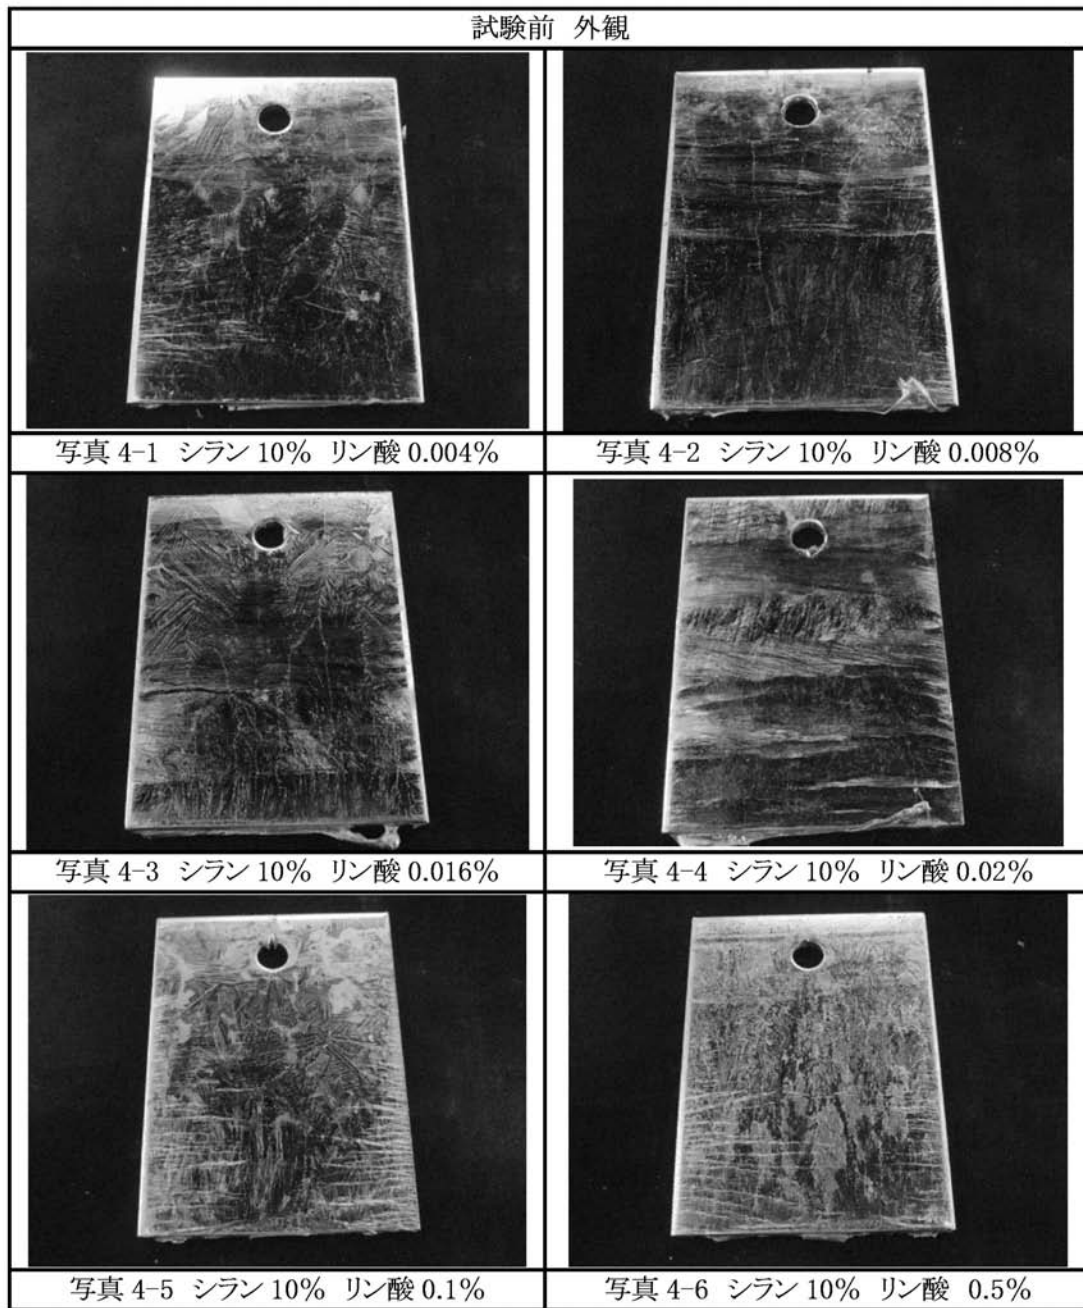 試験前 外観
写真 4-1 シラン 10% リン酸 0.004%
写真 4-2 シラン 10% リン酸 0.008%
写真 4-3 シラン 10% リン酸 0.016%
写真 4-4 シラン 10% リン酸 0.02%
写真 4-5 シラン 10% リン酸 0.1%
写真 4-6 シラン 10% リン酸 0.5%